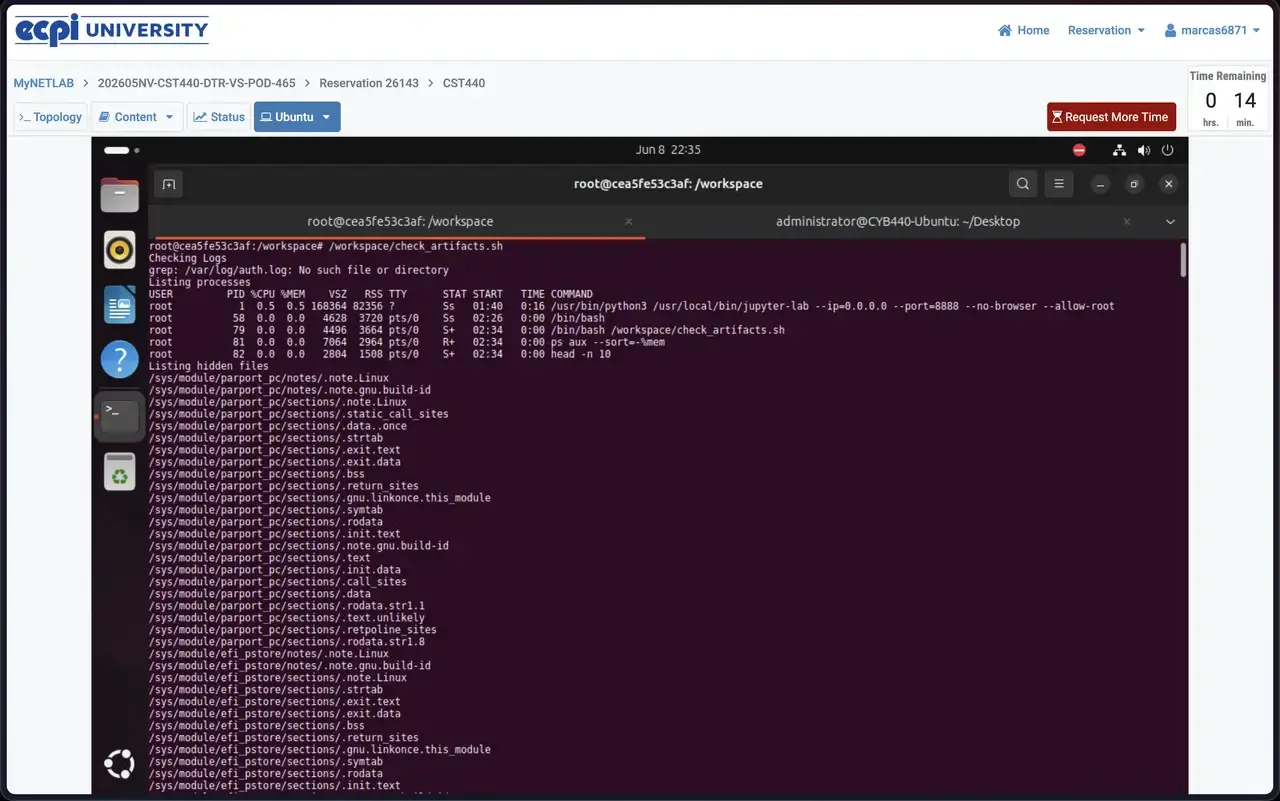 ecpi UNIVERSITY
Home
Reservation
marcas6871
MyNETLAB > 202605NV-CST440-DTR-VS-POD-465 > Reservation 26143 > CST440
Time Remaining
0 14
hrs. min.
>_ Topology
Content
Status
Ubuntu
Request More Time
Jun 8 22:35
root@cea5fe53c3af: /workspace
root@cea5fe53c3af: /workspace
administrator@CYB440-Ubuntu: ~/Desktop
root@cea5fe53c3af:/workspace# /workspace/check_artifacts.sh
Checking Logs
grep: /var/log/auth.log: No such file or directory
Listing processes
USER PID %CPU %MEM VSZ RSS TTY STAT START TIME COMMAND
root 1 0.5 0.5 168364 82356 ? Ss 01:40 0:16 /usr/bin/python3 /usr/local/bin/jupyter-lab --ip=0.0.0.0 --port=8888 --no-browser --allow-root
root 58 0.0 0.0 4628 3720 pts/0 Ss 02:26 0:00 /bin/bash
root 79 0.0 0.0 4496 3664 pts/0 S+ 02:34 0:00 /bin/bash /workspace/check_artifacts.sh
root 81 0.0 0.0 7064 2964 pts/0 R+ 02:34 0:00 ps aux --sort=-%mem
root 82 0.0 0.0 2804 1508 pts/0 S+ 02:34 0:00 head -n 10
Listing hidden files
/sys/module/parport_pc/notes/.note.Linux
/sys/module/parport_pc/notes/.note.gnu.build-id
/sys/module/parport_pc/sections/.note.Linux
/sys/module/parport_pc/sections/.static_call_sites
/sys/module/parport_pc/sections/.data..once
/sys/module/parport_pc/sections/.strtab
/sys/module/parport_pc/sections/.exit.text
/sys/module/parport_pc/sections/.exit.data
/sys/module/parport_pc/sections/.bss
/sys/module/parport_pc/sections/.return_sites
/sys/module/parport_pc/sections/.gnu.linkonce.this_module
/sys/module/parport_pc/sections/.symtab
/sys/module/parport_pc/sections/.rodata
/sys/module/parport_pc/sections/.init.text
/sys/module/parport_pc/sections/.note.gnu.build-id
/sys/module/parport_pc/sections/.text
/sys/module/parport_pc/sections/.init.data
/sys/module/parport_pc/sections/.call_sites
/sys/module/parport_pc/sections/.data
/sys/module/parport_pc/sections/.rodata.str1.1
/sys/module/parport_pc/sections/.text.unlikely
/sys/module/parport_pc/sections/.retpoline_sites
/sys/module/parport_pc/sections/.rodata.str1.8
/sys/module/efi_pstore/notes/.note.Linux
/sys/module/efi_pstore/notes/.note.gnu.build-id
/sys/module/efi_pstore/sections/.note.Linux
/sys/module/efi_pstore/sections/.strtab
/sys/module/efi_pstore/sections/.exit.text
/sys/module/efi_pstore/sections/.exit.data
/sys/module/efi_pstore/sections/.bss
/sys/module/efi_pstore/sections/.return_sites
/sys/module/efi_pstore/sections/.gnu.linkonce.this_module
/sys/module/efi_pstore/sections/.symtab
/sys/module/efi_pstore/sections/.rodata
/sys/module/efi_pstore/sections/.init.text